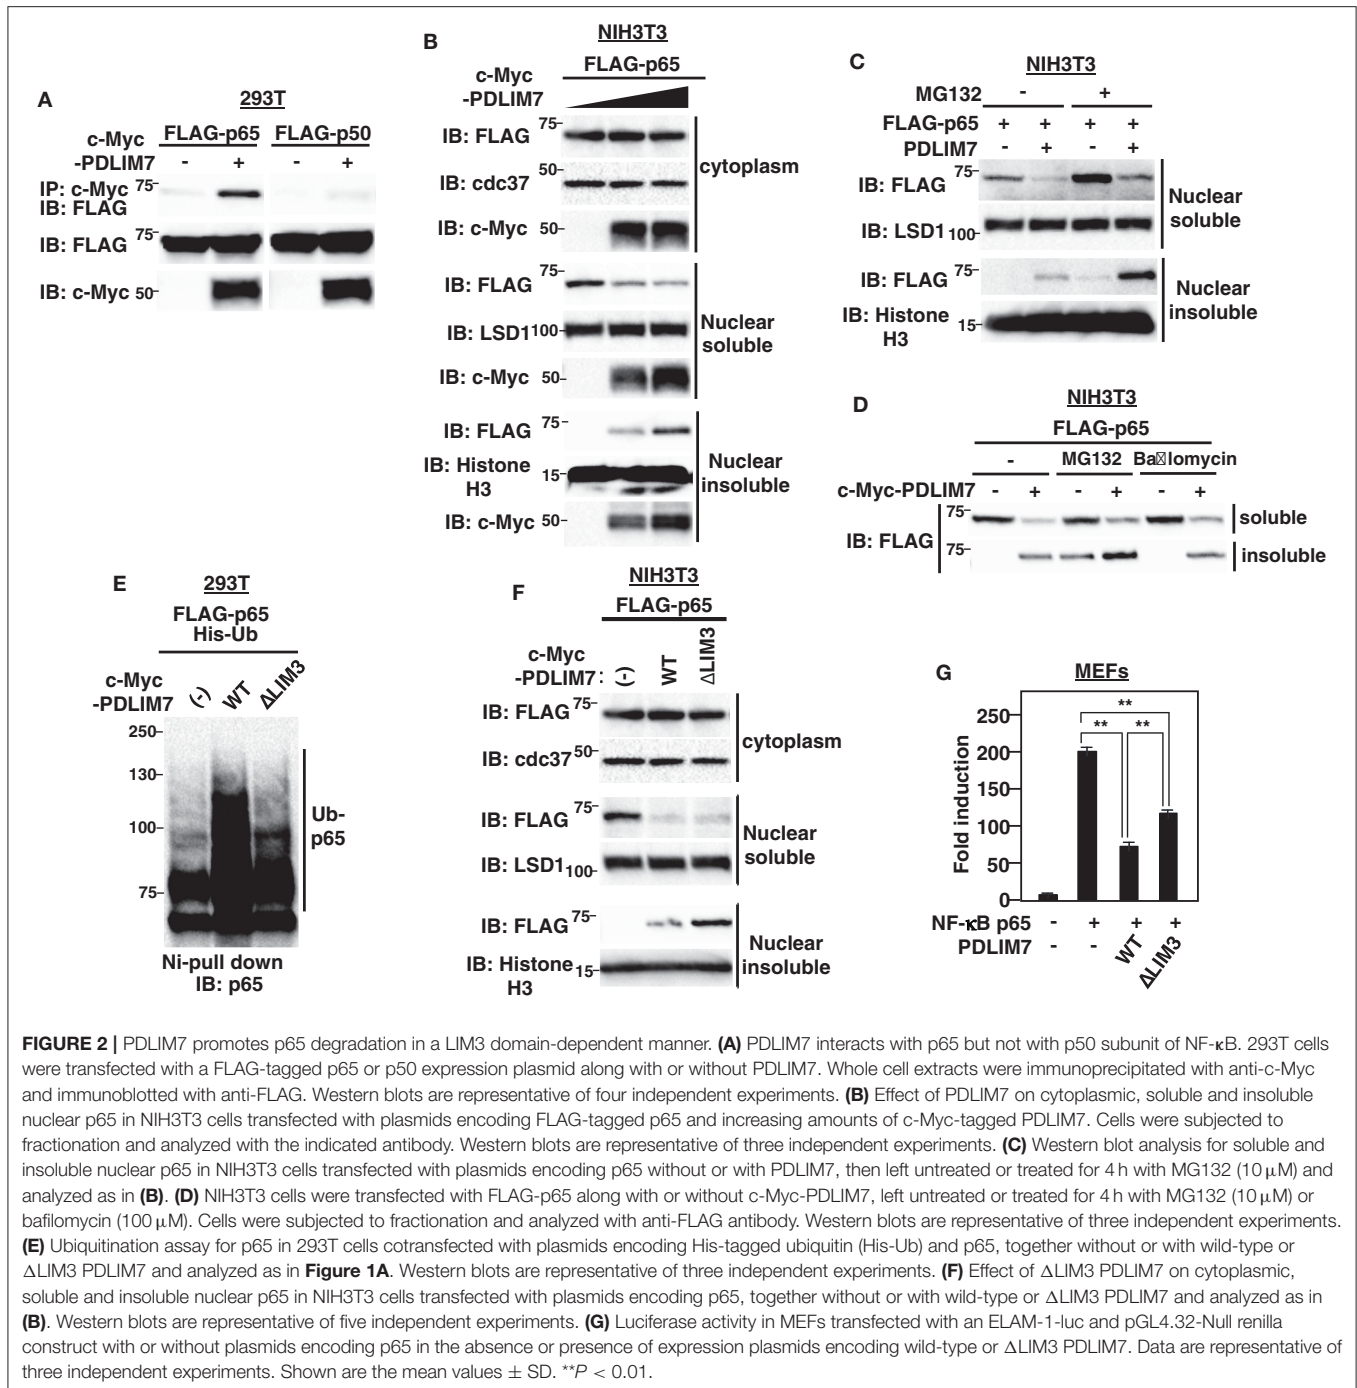 A
293T
FLAG-p65 FLAG-p50
c-Myc
-PDLIM7 - + - +
IP: c-Myc 75-
IB: FLAG
IB: FLAG 75-
IB: c-Myc 50-
B
NIH3T3
FLAG-p65
c-Myc
-PDLIM7
IB: FLAG 75-
IB: cdc37 50-
IB: c-Myc 50-
cytoplasm
IB: FLAG 75-
IB: LSD1 100-
IB: c-Myc 50-
Nuclear
soluble
IB: FLAG 75-
IB: Histone 15-
H3
IB: c-Myc 50-
Nuclear
insoluble
C
NIH3T3
MG132 - +
FLAG-p65 + + + +
PDLIM7 - + - +
IB: FLAG 75-
IB: LSD1 100-
Nuclear
soluble
IB: FLAG 75-
IB: Histone 15-
H3
Nuclear
insoluble
D
NIH3T3
FLAG-p65
- MG132 Ba▯lomycin
c-Myc-PDLIM7 - + - + - +
IB: FLAG
75- soluble
75- insoluble
E
293T
FLAG-p65
His-Ub
c-Myc
-PDLIM7 (-) WT ΔLIM3
250-
130-
100-
75-
Ub-
p65
Ni-pull down
IB: p65
F
NIH3T3
FLAG-p65
c-Myc
-PDLIM7 : (-) WT ΔLIM3
IB: FLAG 75-
IB: cdc37 50-
cytoplasm
IB: FLAG 75-
IB: LSD1 100-
Nuclear
soluble
IB: FLAG 75-
IB: Histone 15-
H3
Nuclear
insoluble
G
MEFs
Fold induction
250
200
150
100
50
0
**
** **
NF-κB p65 - + + +
PDLIM7 - - WT ΔLIM3
FIGURE 2 | PDLIM7 promotes p65 degradation in a LIM3 domain-dependent manner. (A) PDLIM7 interacts with p65 but not with p50 subunit of NF-κB. 293T cells
were transfected with a FLAG-tagged p65 or p50 expression plasmid along with or without PDLIM7. Whole cell extracts were immunoprecipitated with anti-c-Myc
and immunoblotted with anti-FLAG. Western blots are representative of four independent experiments. (B) Effect of PDLIM7 on cytoplasmic, soluble and insoluble
nuclear p65 in NIH3T3 cells transfected with plasmids encoding FLAG-tagged p65 and increasing amounts of c-Myc-tagged PDLIM7. Cells were subjected to
fractionation and analyzed with the indicated antibody. Western blots are representative of three independent experiments. (C) Western blot analysis for soluble and
insoluble nuclear p65 in NIH3T3 cells transfected with plasmids encoding p65 without or with PDLIM7, then left untreated or treated for 4 h with MG132 (10 μM) and
analyzed as in (B). (D) NIH3T3 cells were transfected with FLAG-p65 along with or without c-Myc-PDLIM7, left untreated or treated for 4 h with MG132 (10 μM) or
bafilomycin (100 μM). Cells were subjected to fractionation and analyzed with anti-FLAG antibody. Western blots are representative of three independent experiments.
(E) Ubiquitination assay for p65 in 293T cells cotransfected with plasmids encoding His-tagged ubiquitin (His-Ub) and p65, together without or with wild-type or
ΔLIM3 PDLIM7 and analyzed as in Figure 1A. Western blots are representative of three independent experiments. (F) Effect of ΔLIM3 PDLIM7 on cytoplasmic,
soluble and insoluble nuclear p65 in NIH3T3 cells transfected with plasmids encoding p65, together without or with wild-type or ΔLIM3 PDLIM7 and analyzed as in
(B). Western blots are representative of five independent experiments. (G) Luciferase activity in MEFs transfected with an ELAM-1-luc and pGL4.32-Null renilla
construct with or without plasmids encoding p65 in the absence or presence of expression plasmids encoding wild-type or ΔLIM3 PDLIM7. Data are representative of
three independent experiments. Shown are the mean values ± SD. **P < 0.01.